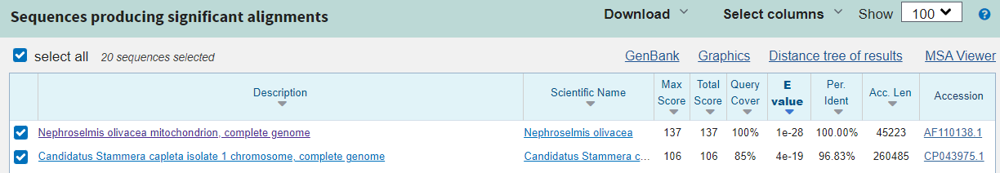 Sequences producing significant alignments Download Select columns Show 100 ?
select all 20 sequences selected GenBank Graphics Distance tree of results MSA Viewer
Description Scientific Name Max Score Total Score Query Cover E value Per. Ident Acc. Len Accession
Nephroselmis olivacea mitochondrion, complete genome Nephroselmis olivacea 137 137 100% 1e-28 100.00% 45223 AF110138.1
Candidatus Stammera capleta isolate 1 chromosome, complete genome Candidatus Stammera c... 106 106 85% 4e-19 96.83% 260485 CP043975.1